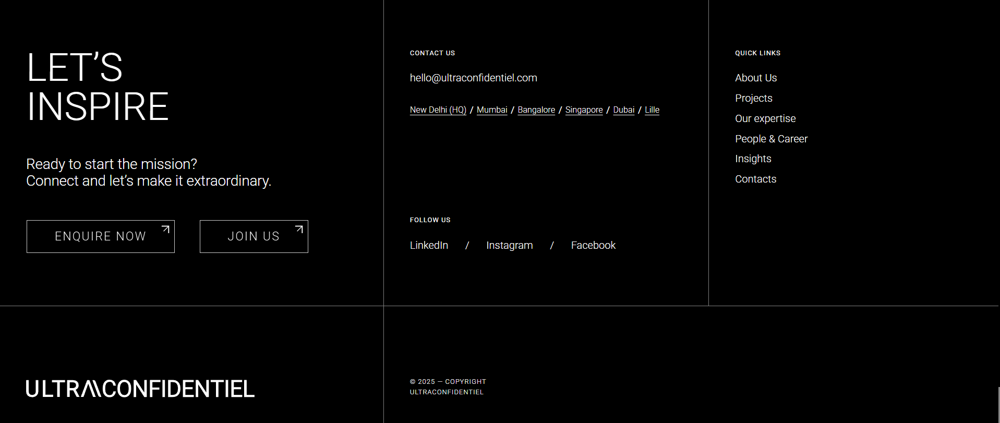 LET’S
INSPIRE
Ready to start the mission?
Connect and let’s make it extraordinary.
ENQUIRE NOW
JOIN US
CONTACT US
hello@ultraconfidentiel.com
New Delhi (HQ) / Mumbai / Bangalore / Singapore / Dubai / Lille
FOLLOW US
LinkedIn / Instagram / Facebook
QUICK LINKS
About Us
Projects
Our expertise
People & Career
Insights
Contacts
ULTRACONFIDENTIEL
© 2025 — COPYRIGHT
ULTRACONFIDENTIEL